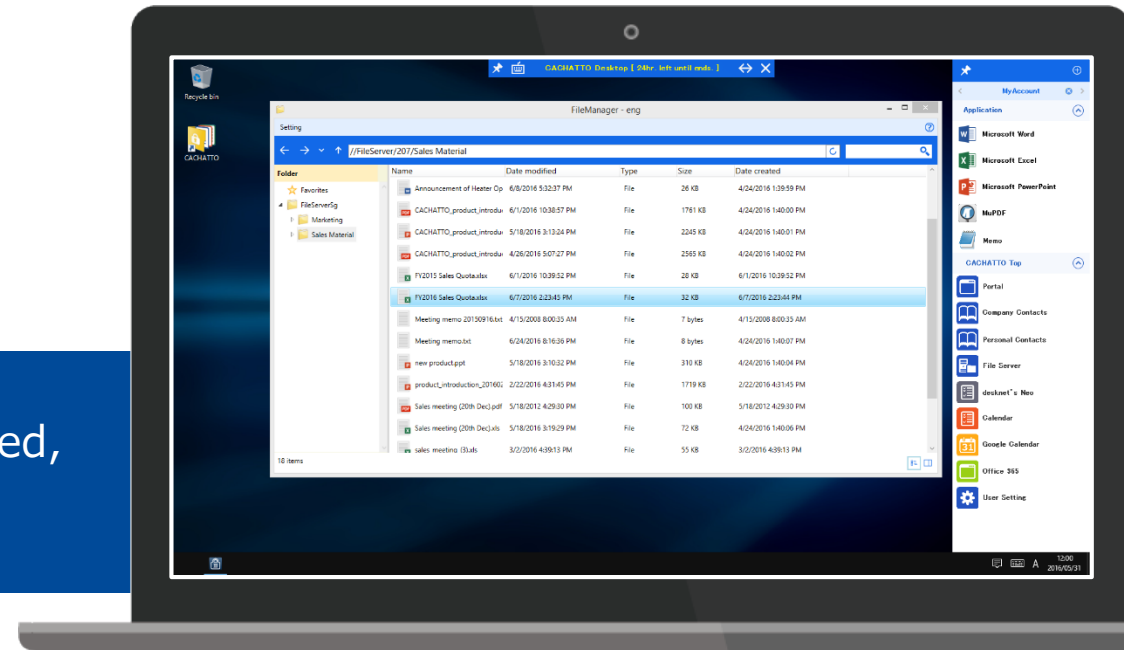 CACHATTO Desktop [ 24hr. left until ends. ]
Recycle bin
CACHATTO
FileManager - eng
Setting
//FileServer/207/Sales Material
Folder
Favorites
FileServerSg
Marketing
Sales Material
Name Date modified Type Size Date created
Announcement of Heater Op 6/8/2016 5:32:37 PM File 26 KB 4/24/2016 1:39:59 PM
CACHATTO_product_introdu 6/1/2016 10:38:57 PM File 1761 KB 4/24/2016 1:40:00 PM
CACHATTO_product_introdu 5/18/2016 3:13:24 PM File 2245 KB 4/24/2016 1:40:01 PM
CACHATTO_product_introdu 4/26/2016 5:07:27 PM File 2565 KB 4/24/2016 1:40:02 PM
FY2015 Sales Quota.xlsx 6/1/2016 10:39:52 PM File 28 KB 6/1/2016 10:39:52 PM
FY2016 Sales Quota.xlsx 6/7/2016 2:23:45 PM File 32 KB 6/7/2016 2:23:44 PM
Meeting memo 20150916.txt 4/15/2008 8:00:35 AM File 7 bytes 4/15/2008 8:00:35 AM
Meeting memo.txt 6/24/2016 8:16:36 PM File 8 bytes 4/24/2016 1:40:07 PM
new product.ppt 5/18/2016 3:10:32 PM File 310 KB 4/24/2016 1:40:04 PM
product_introduction_201602 2/22/2016 4:31:45 PM File 1719 KB 2/22/2016 4:31:45 PM
Sales meeting (20th Dec).pdf 5/18/2012 4:29:30 PM File 100 KB 5/18/2012 4:29:30 PM
Sales meeting (20th Dec).xls 5/18/2016 3:19:29 PM File 72 KB 4/24/2016 1:40:06 PM
sales meeting (3).xls 3/2/2016 4:39:13 PM File 55 KB 3/2/2016 4:39:13 PM
18 items
MyAccount
Application
Microsoft Word
Microsoft Excel
Microsoft PowerPoint
MuPDF
Memo
CACHATTO Top
Portal
Company Contacts
Personal Contacts
File Server
desknet's Neo
Calendar
Google Calendar
Office 365
User Setting
A 12:00
2016/05/31
ed,